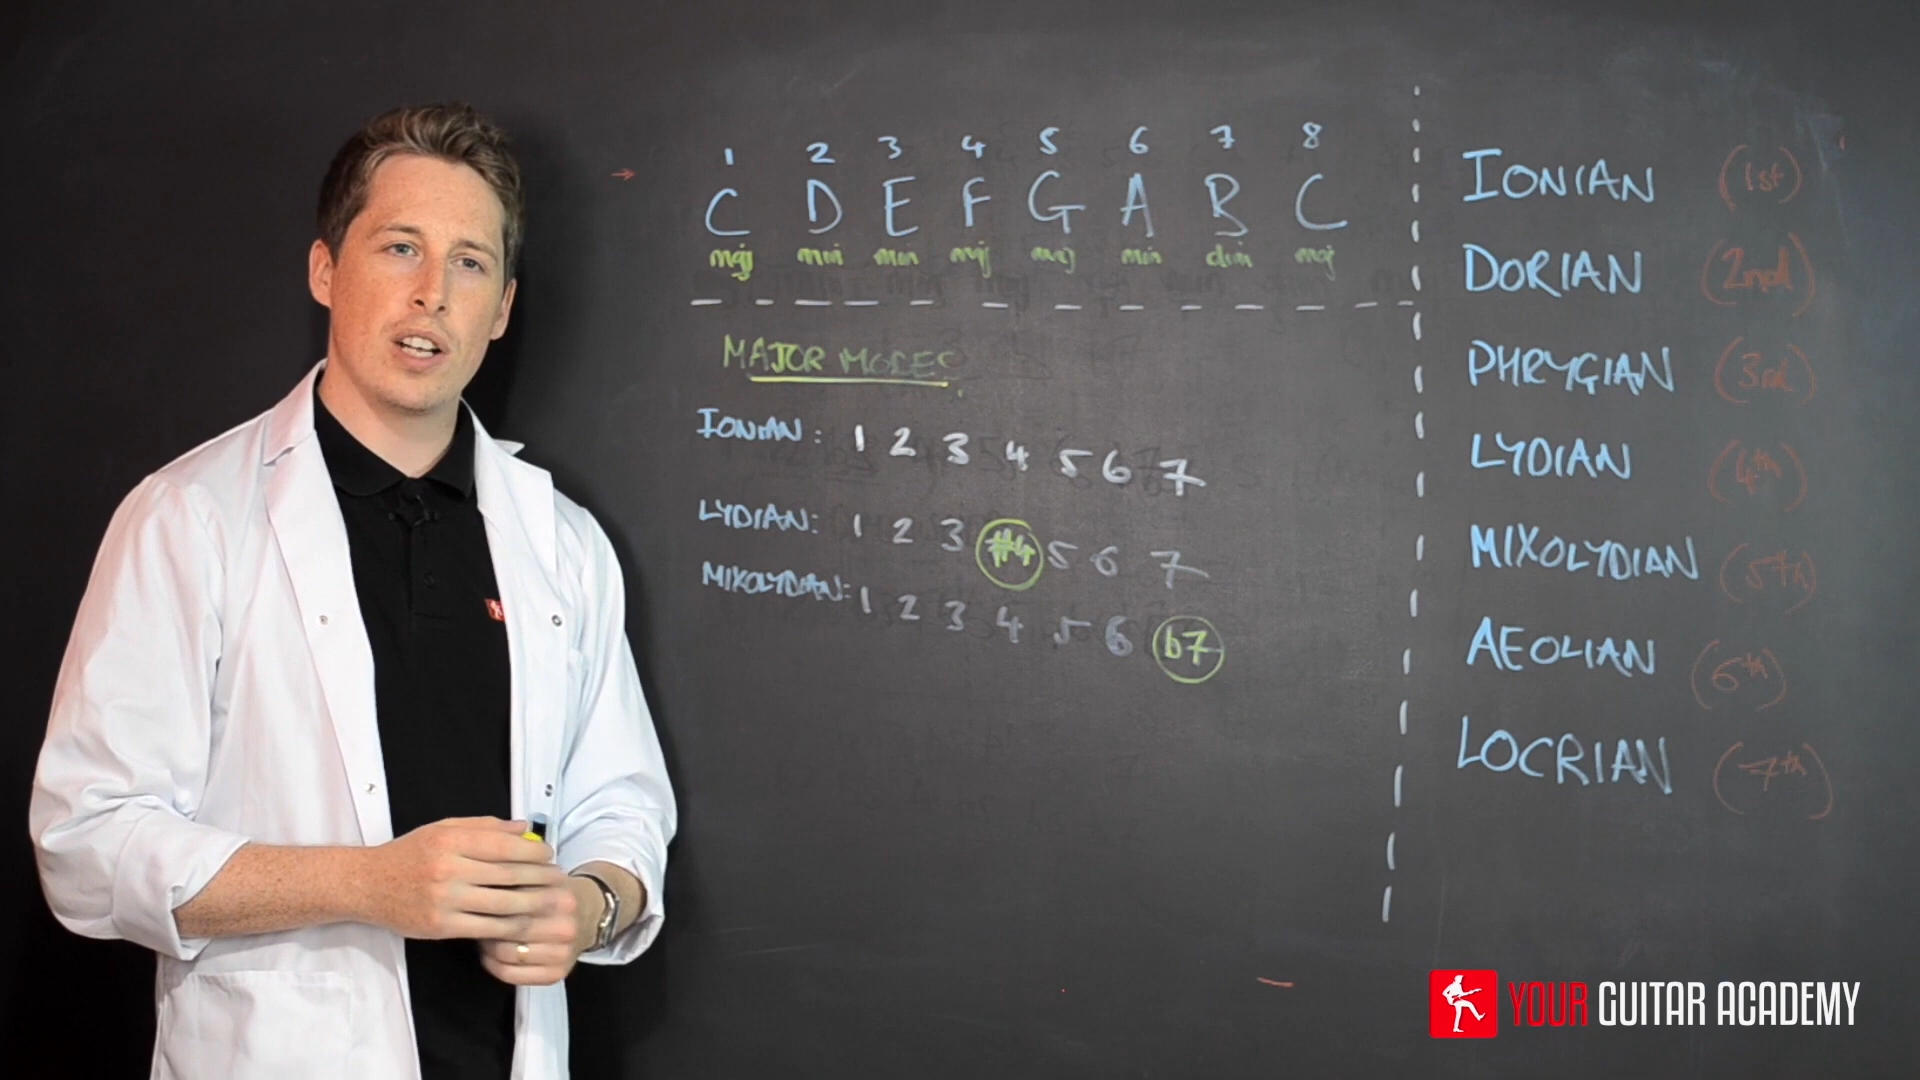 1 2 3 4 5 6 7 8
→ C D E F G A B C
maj min min maj maj min dim maj
MAJOR MODES
IONIAN: 1 2 3 4 5 6 7
LYDIAN: 1 2 3 #4 5 6 7
MIXOLYDIAN: 1 2 3 4 5 6 b7
IONIAN (1st)
DORIAN (2nd)
PHRYGIAN (3rd)
LYDIAN (4th)
MIXOLYDIAN (5th)
AEOLIAN (6th)
LOCRIAN (7th)
YOUR GUITAR ACADEMY